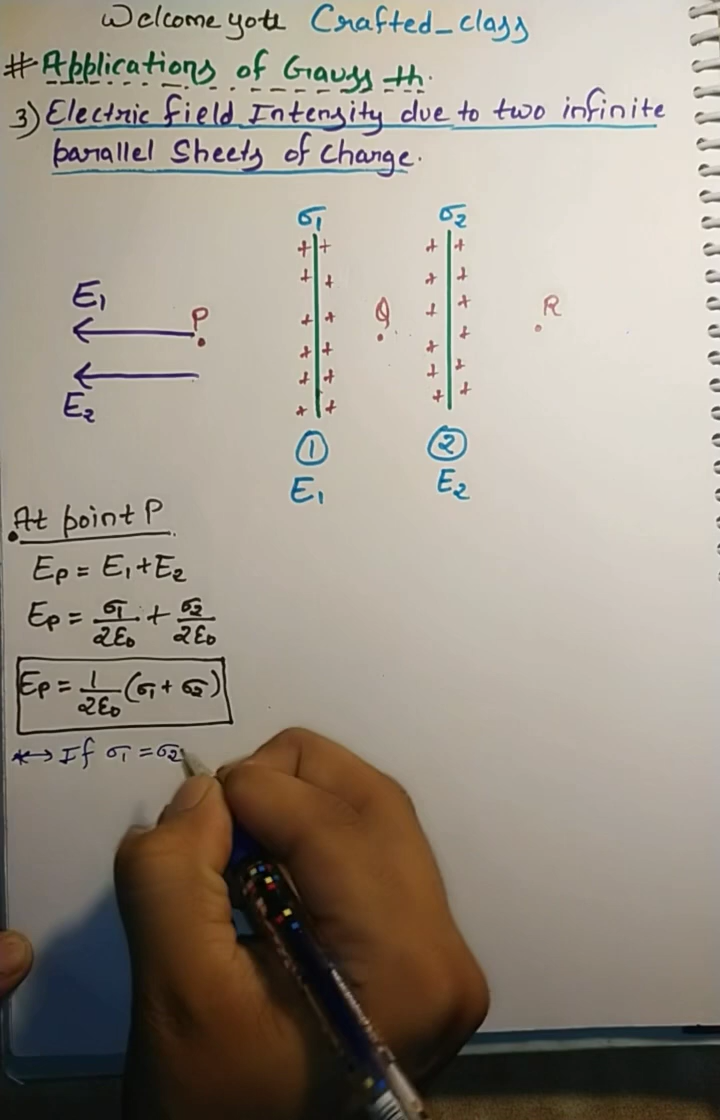 Welcome you to Crafted_class
# Applications of Gauss th.
3) Electric field Intensity due to two infinite
parallel Sheets of Charge.
σ₁ σ₂
E₁
P Q R
E₂
① ②
E₁ E₂
At point P
Eₚ = E₁ + E₂
Eₚ = σ₁/2ε₀ + σ₂/2ε₀
Eₚ = 1/2ε₀ (σ₁ + σ₂)
*→ If σ₁ = σ₂